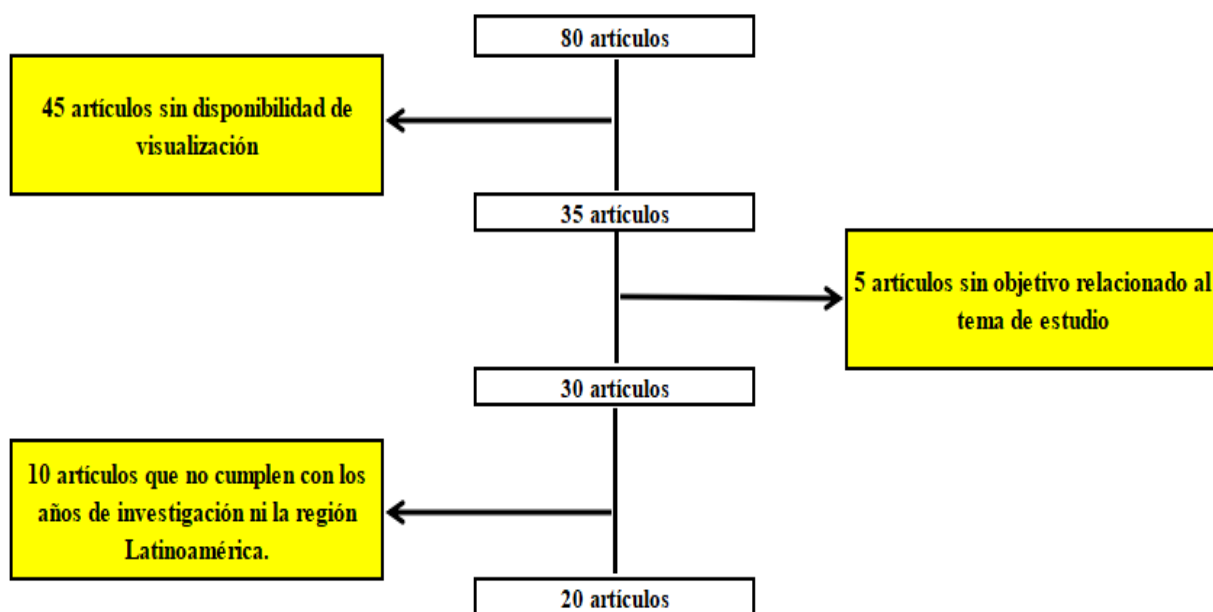 80 artículos
45 artículos sin disponibilidad de
visualización
35 artículos
5 artículos sin objetivo relacionado al
tema de estudio
30 artículos
10 artículos que no cumplen con los
años de investigación ni la región
Latinoamérica.
20 artículos